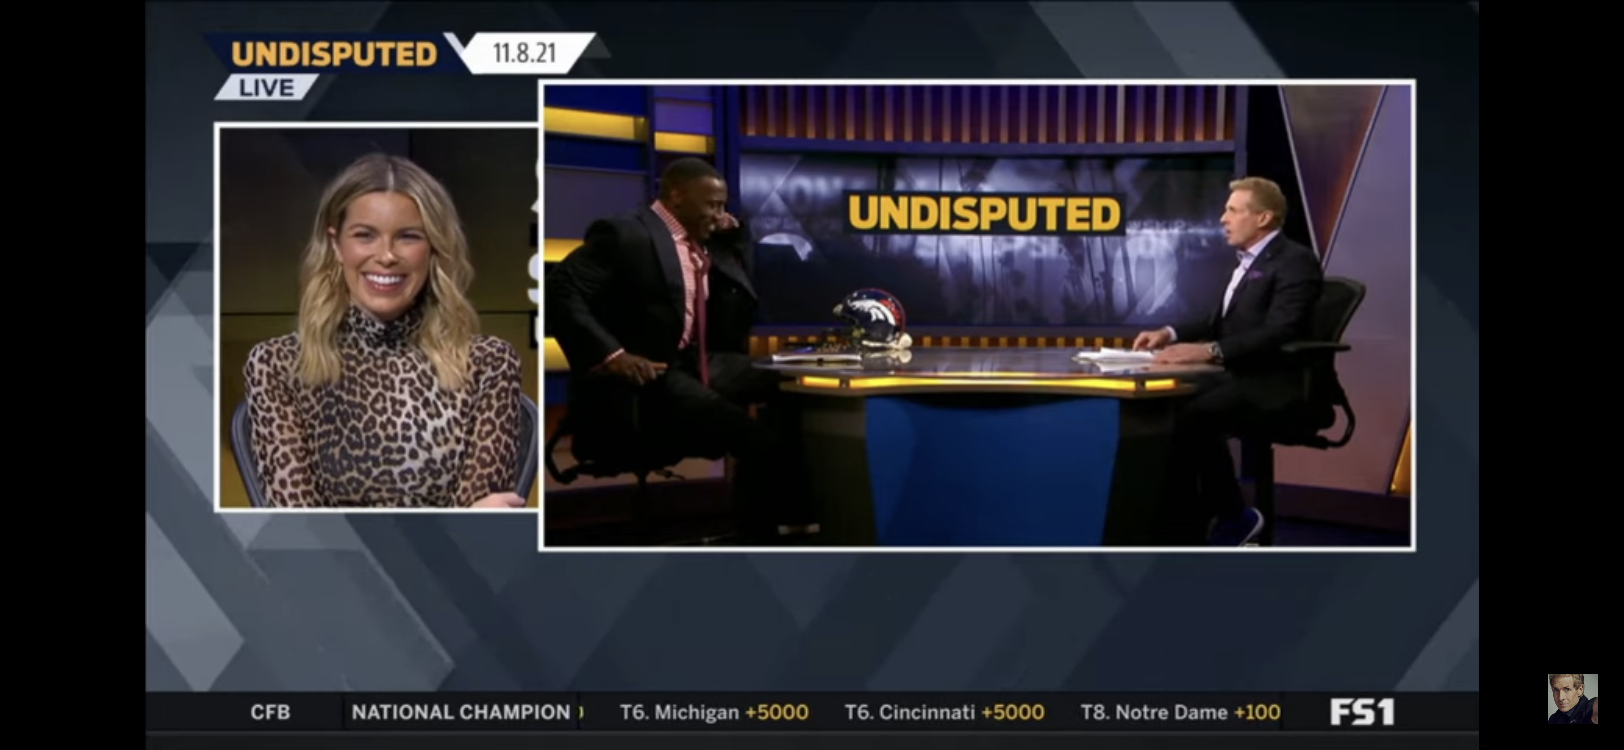 UNDISPUTED
11.8.21
LIVE
UNDISPUTED
CFB
NATIONAL CHAMPION
T6. Michigan +5000
T6. Cincinnati +5000
T8. Notre Dame +100
FS1